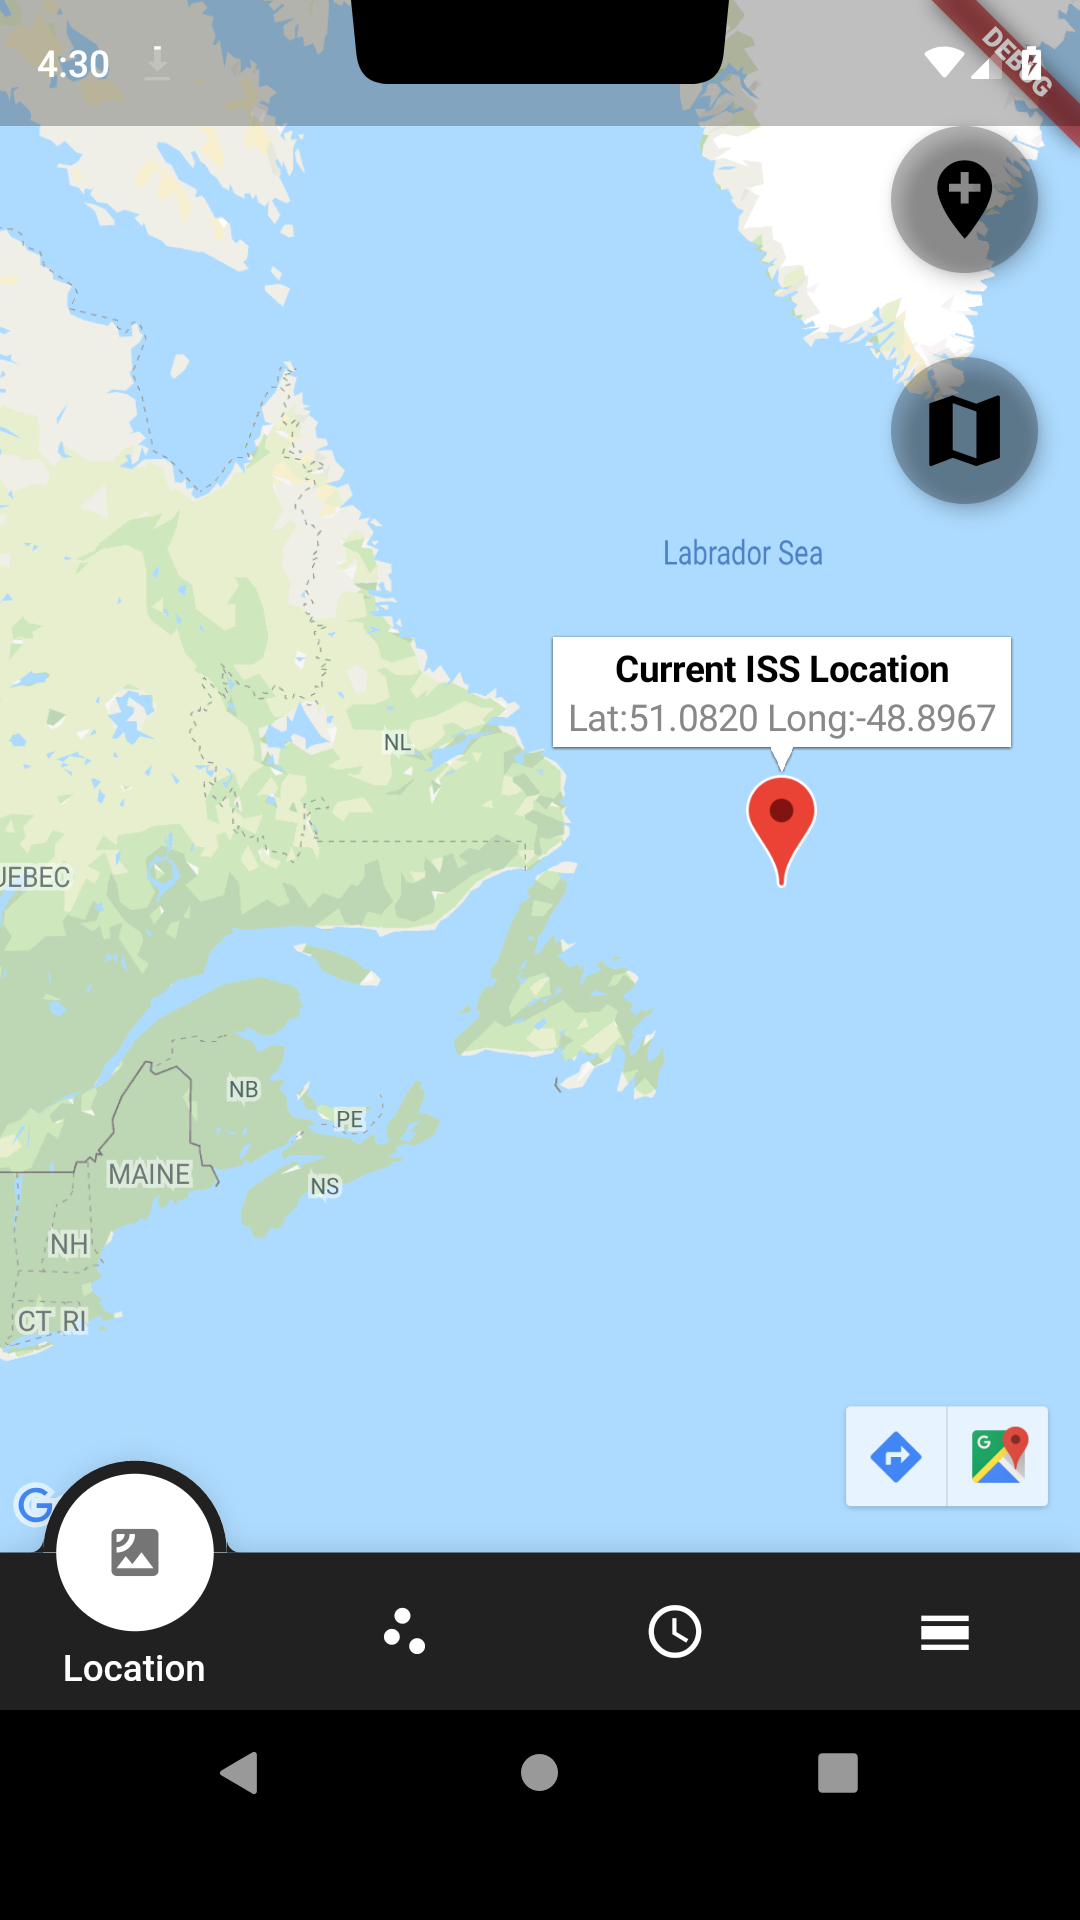 4:30
DEBUG
Labrador Sea
Current ISS Location
Lat:51.0820 Long:-48.8967
NL
UEBEC
NB
PE
MAINE
NS
NH
CT RI
G
G
Location